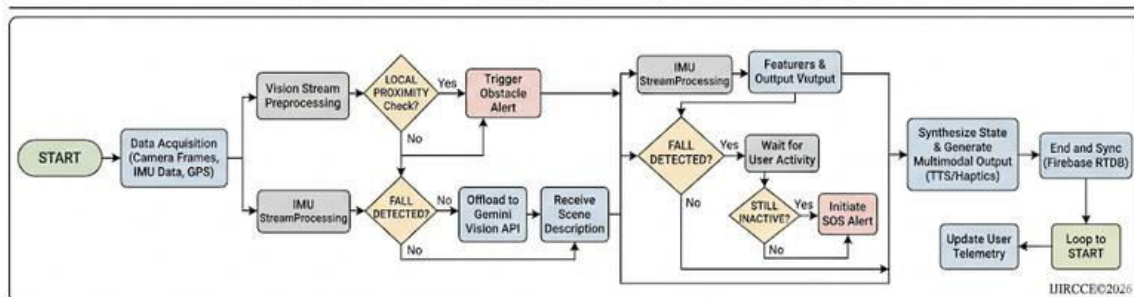 START
Data Acquisition
(Camera Frames,
IMU Data, GPS)
Vision Stream
Preprocessing
LOCAL
PROXIMITY
Check?
Yes
No
Trigger
Obstacle
Alert
IMU
StreamProcessing
FALL
DETECTED?
No
No
Offload to
Gemini
Vision API
Receive
Scene
Description
IMU
StreamProcessing
Featurers &
Outlput Viutput
FALL
DETECTED?
Yes
No
Wait for
User Activity
STILL
INACTIVE?
Yes
No
Initiate
SOS Alert
Synthesize State
& Generate
Multimodal Output
(TTS/Haptics)
End and Sync
(Firebase RTD8)
Loop to
START
Update User
Telemetry
IJIRCCE©2026